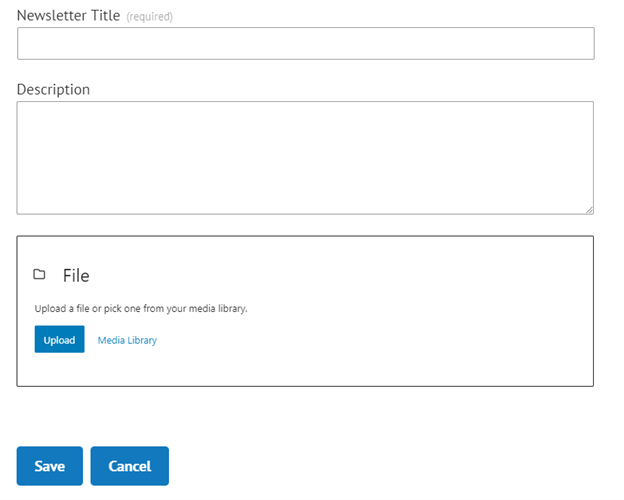 Newsletter Title (required)
Description
File
Upload a file or pick one from your media library.
Upload Media Library
Save Cancel